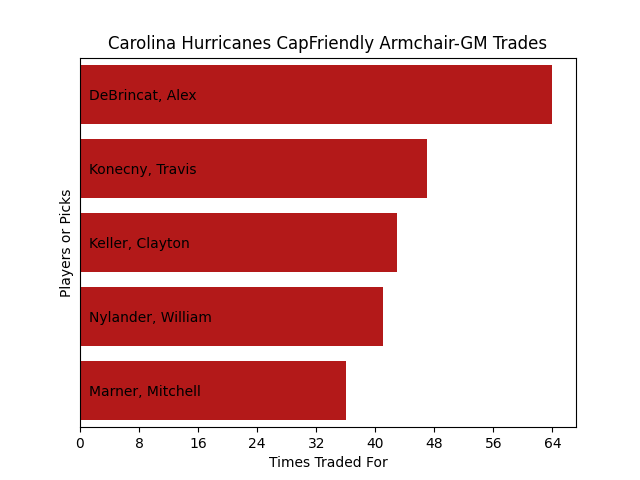 Carolina Hurricanes CapFriendly Armchair-GM Trades
Players or Picks
DeBrincat, Alex
Konecny, Travis
Keller, Clayton
Nylander, William
Marner, Mitchell
0 8 16 24 32 40 48 56 64
Times Traded For